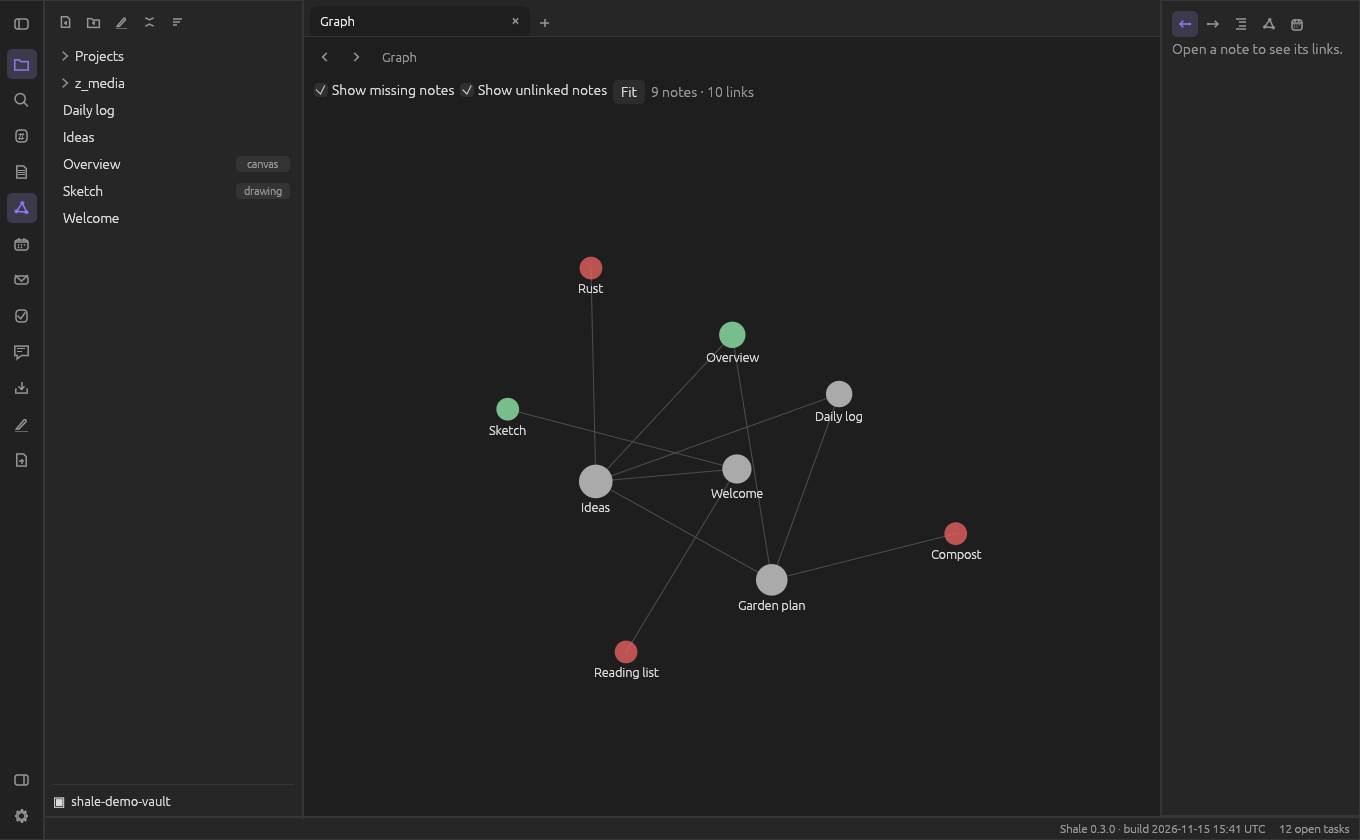 Projects
z_media
Daily log
Ideas
Overview canvas
Sketch drawing
Welcome
shale-demo-vault
Graph × +
Graph
Show missing notes Show unlinked notes Fit 9 notes · 10 links
Rust
Overview
Daily log
Sketch
Welcome
Ideas
Compost
Garden plan
Reading list
Open a note to see its links.
Shale 0.3.0 · build 2026-11-15 15:41 UTC 12 open tasks